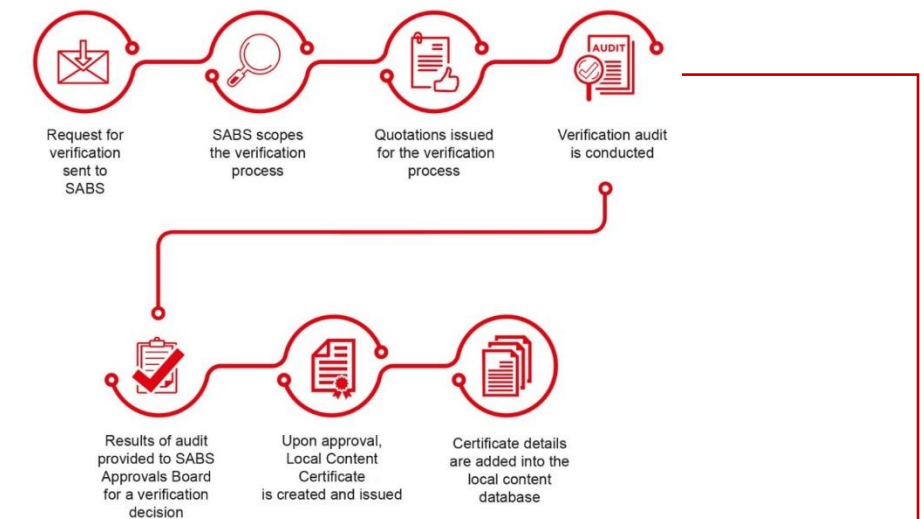 AUDIT
Request for
verification
sent to
SABS
SABS scopes
the verification
process
Quotations issued
for the verification
process
Verification audit
is conducted
Results of audit
provided to SABS
Approvals Board
for a verification
decision
Upon approval,
Local Content
Certificate
is created and issued
Certificate details
are added into the
local content
database